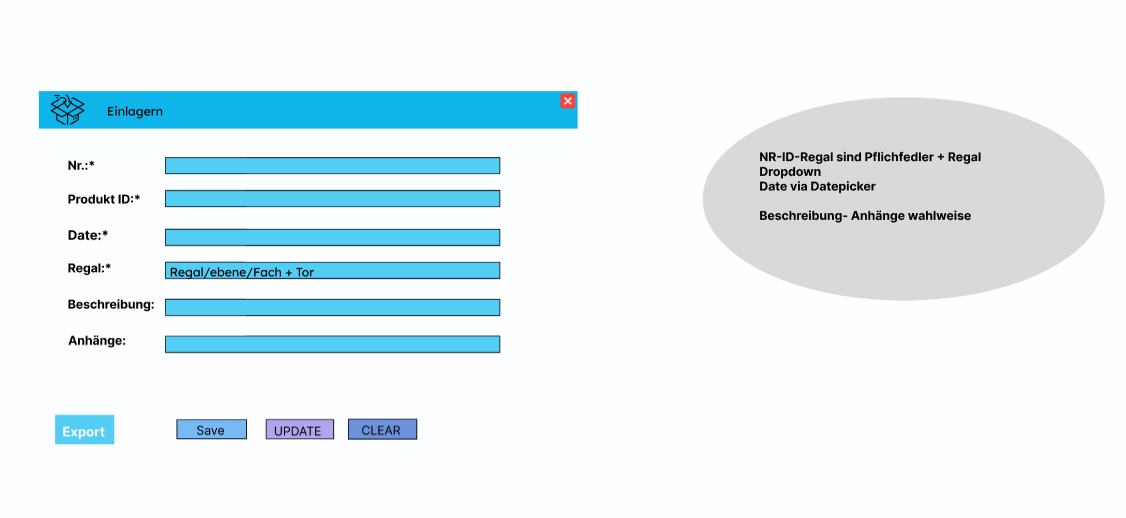 Einlagern
Nr.:*
Produkt ID:*
Date:*
Regal:* Regal/ebene/Fach + Tor
Beschreibung:
Anhänge:
Export Save UPDATE CLEAR
NR-ID-Regal sind Pflichfedler + Regal
Dropdown
Date via Datepicker
Beschreibung- Anhänge wahlweise